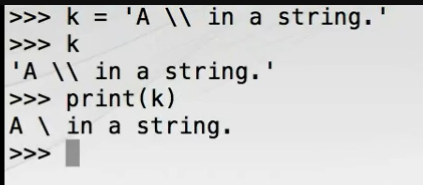 >>> k = 'A \\ in a string.'
>>> k
'A \\ in a string.'
>>> print(k)
A \ in a string.
>>>